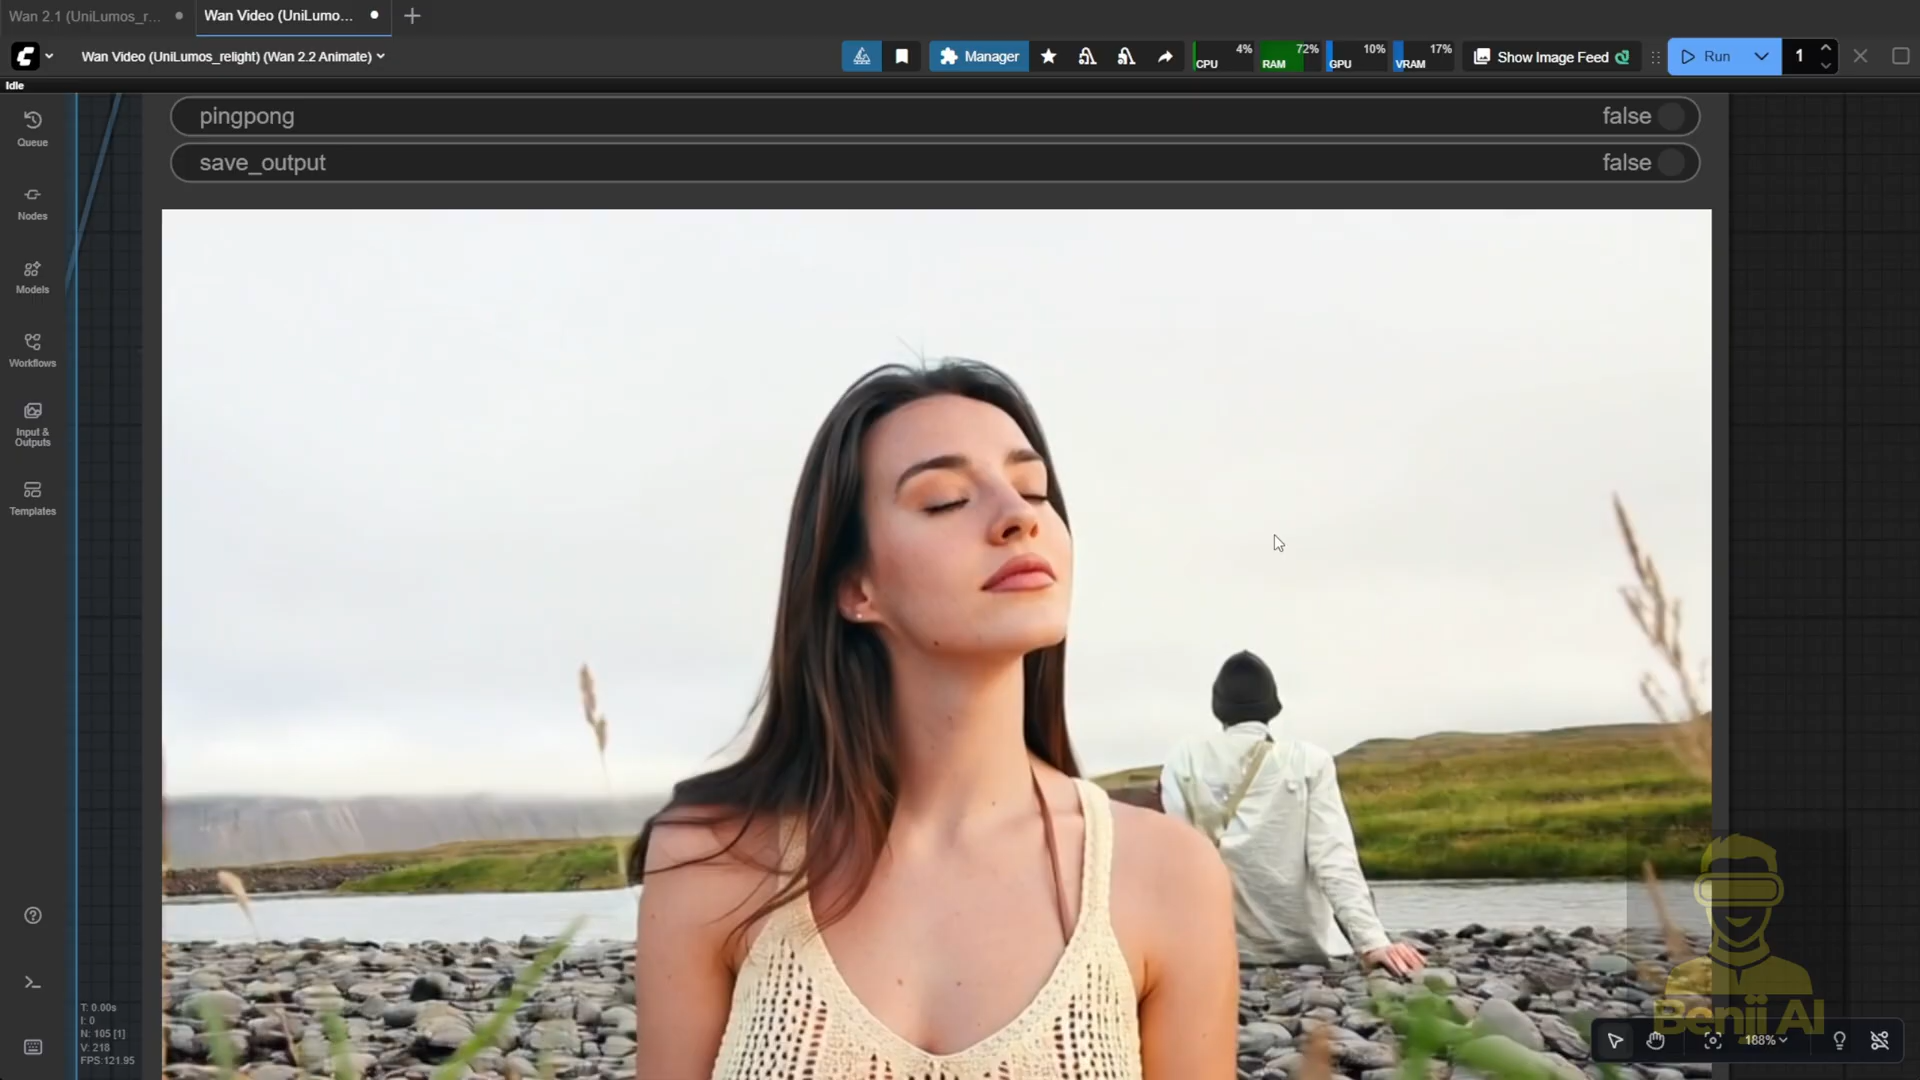 Wan 2.1 (UniLumos_r...
Wan Video (UniLumo...
Wan Video (UniLumos_relight) (Wan 2.2 Animate)
Manager
4%
CPU
72%
RAM
10%
GPU
17%
VRAM
Show Image Feed
Run
1
Idle
Queue
Nodes
Models
Workflows
Input &
Outputs
Templates
pingpong
false
save_output
false
T: 0.00s
I: 0
N: 105 [1]
V: 218
FPS:121.95
Benji AI
188%